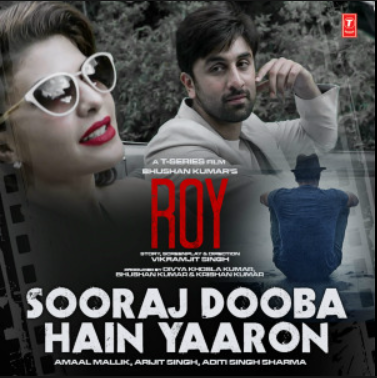 T
A T-SERIES FILM
BHUSHAN KUMAR'S
ROY
STORY, SCREENPLAY & DIRECTION
VIKRAMJIT SINGH
PRODUCED BY DIVYA KHOSLA KUMAR,
BHUSHAN KUMAR & KRISHAN KUMAR
SOORAJ DOOBA
HAIN YAARON
AMAAL MALLIK, ARIJIT SINGH, ADITI SINGH SHARMA